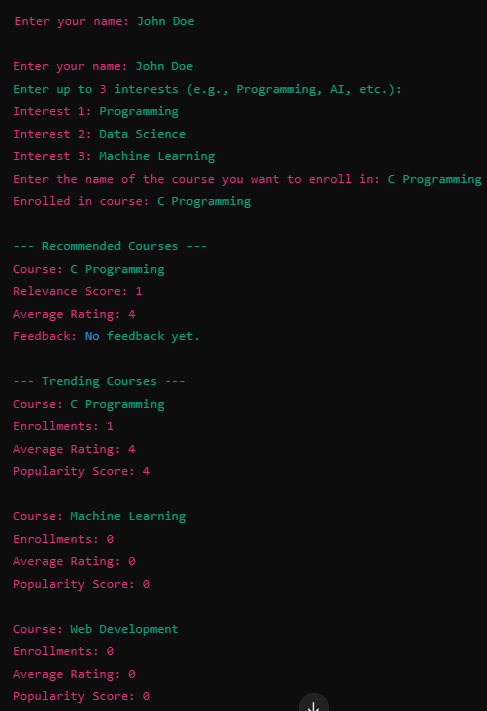 Enter your name: John Doe
Enter your name: John Doe
Enter up to 3 interests (e.g., Programming, AI, etc.):
Interest 1: Programming
Interest 2: Data Science
Interest 3: Machine Learning
Enter the name of the course you want to enroll in: C Programming
Enrolled in course: C Programming
--- Recommended Courses ---
Course: C Programming
Relevance Score: 1
Average Rating: 4
Feedback: No feedback yet.
--- Trending Courses ---
Course: C Programming
Enrollments: 1
Average Rating: 4
Popularity Score: 4
Course: Machine Learning
Enrollments: 0
Average Rating: 0
Popularity Score: 0
Course: Web Development
Enrollments: 0
Average Rating: 0
Popularity Score: 0